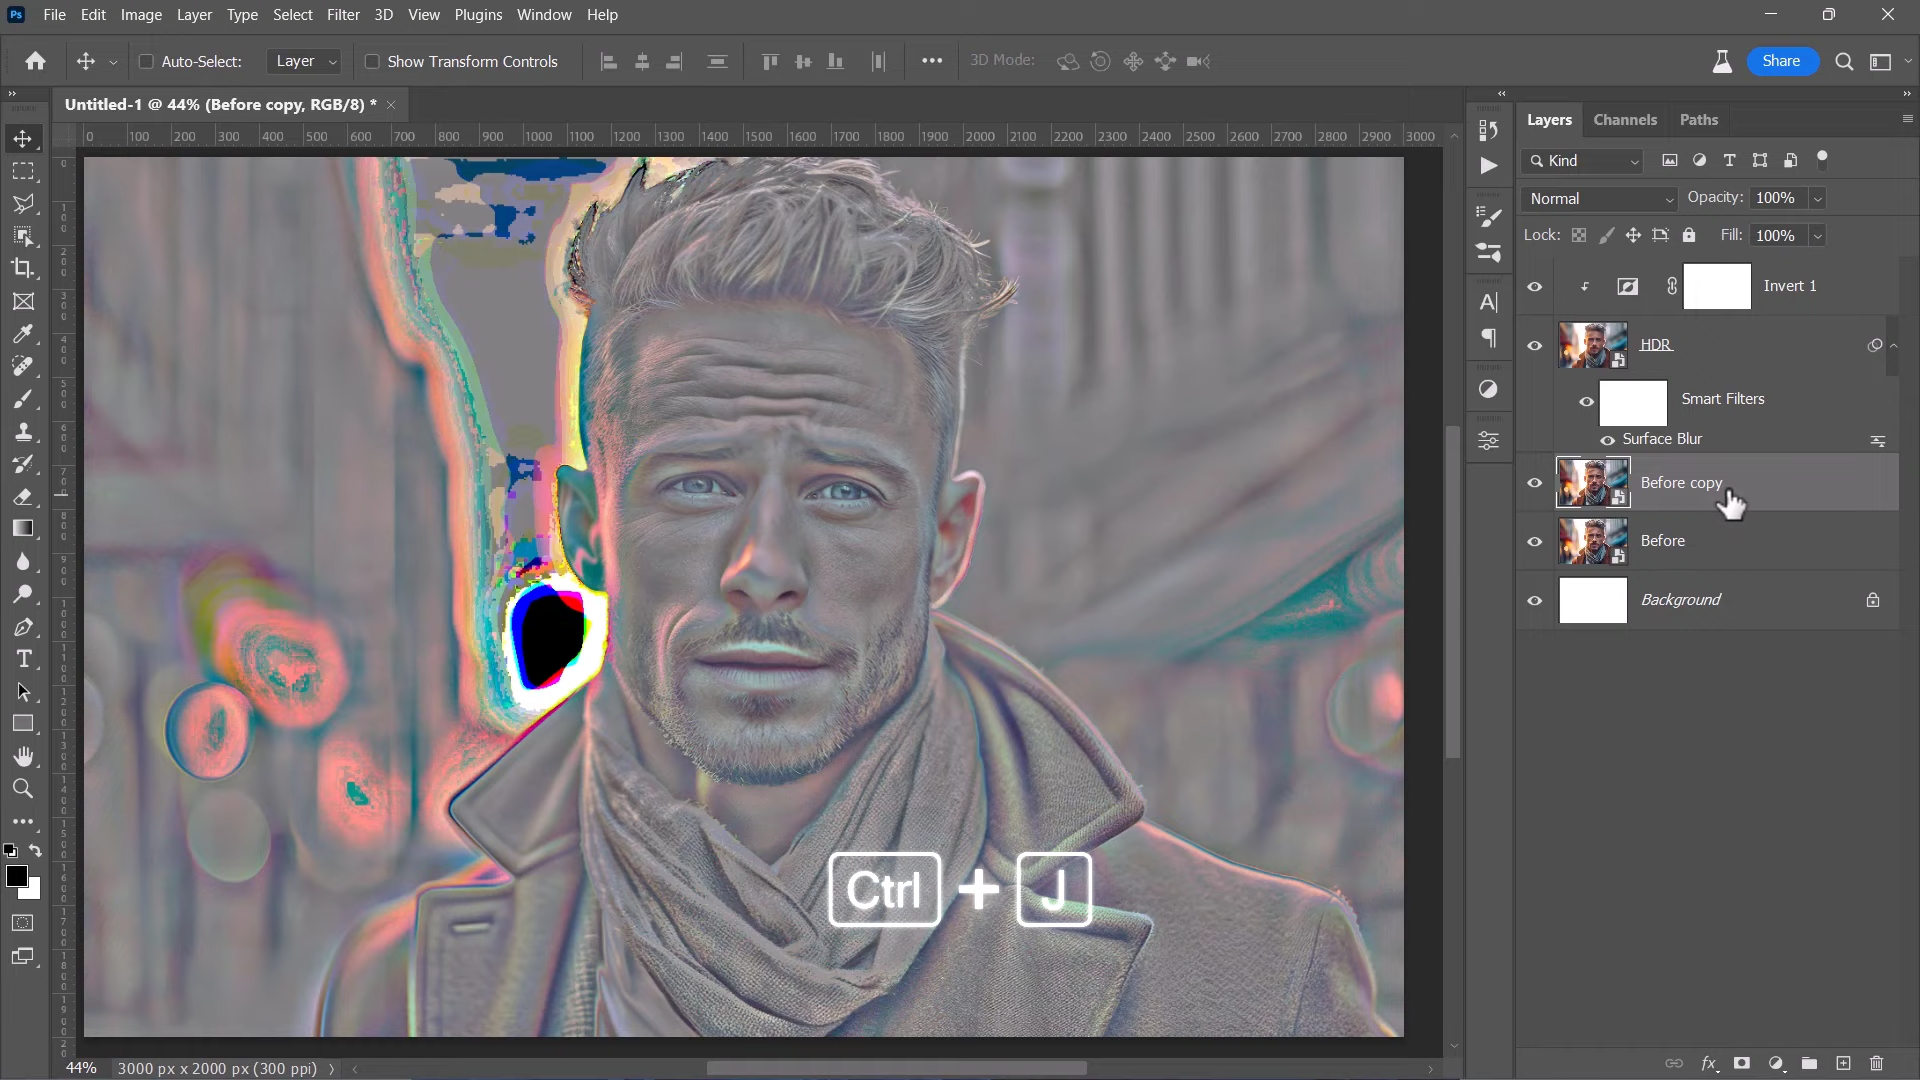 Ps File Edit Image Layer Type Select Filter 3D View Plugins Window Help
Auto-Select: Layer Show Transform Controls ••• 3D Mode: Share
Untitled-1 @ 44% (Before copy, RGB/8) * ×
0 100 200 300 400 500 600 700 800 900 1000 1100 1200 1300 1400 1500 1600 1700 1800 1900 2000 2100 2200 2300 2400 2500 2600 2700 2800 2900 3000
Layers Channels Paths
Kind
Normal Opacity: 100%
Lock: Fill: 100%
Invert 1
HDR
Smart Filters
Surface Blur
Before copy
Before
Background
Ctrl + J
44% 3000 px x 2000 px (300 ppi)
fx